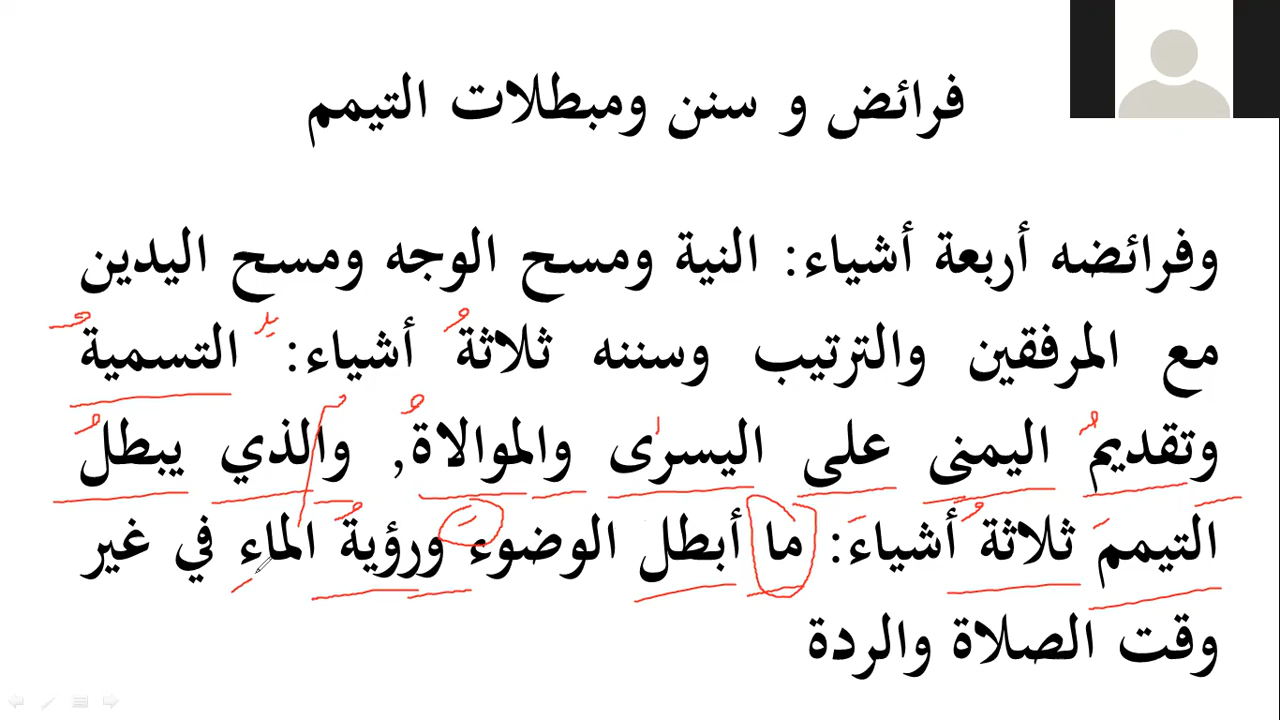 فرائض و سنن ومبطلات التيمم
وفرائضه أربعة أشياء: النية ومسح الوجه ومسح اليدين
مع المرفقين والترتيب وسننه ثلاثةُ أشياء: التسميةُ
وتقديمُ اليمنى على اليسرى والموالاةُ, والذي يبطلُ
التيممَ ثلاثةُ أشياءَ: ما أبطل الوضوءَ ورؤيةُ الماء في غير
وقت الصلاة والردة